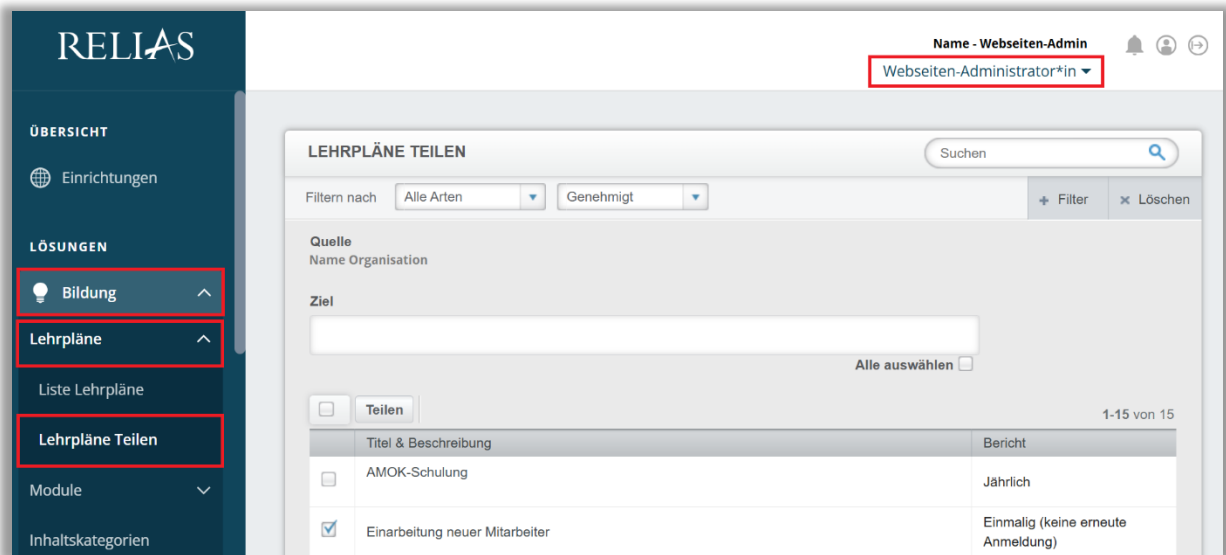 RELIAS
Name - Webseiten-Admin
Webseiten-Administrator*in
ÜBERSICHT
Einrichtungen
LÖSUNGEN
Bildung
Lehrpläne
Liste Lehrpläne
Lehrpläne Teilen
Module
Inhaltskategorien
LEHRPLÄNE TEILEN
Suchen
Filtern nach Alle Arten Genehmigt + Filter × Löschen
Quelle
Name Organisation
Ziel
Alle auswählen
Teilen 1-15 von 15
Titel & Beschreibung Bericht
AMOK-Schulung Jährlich
Einarbeitung neuer Mitarbeiter Einmalig (keine erneute
Anmeldung)